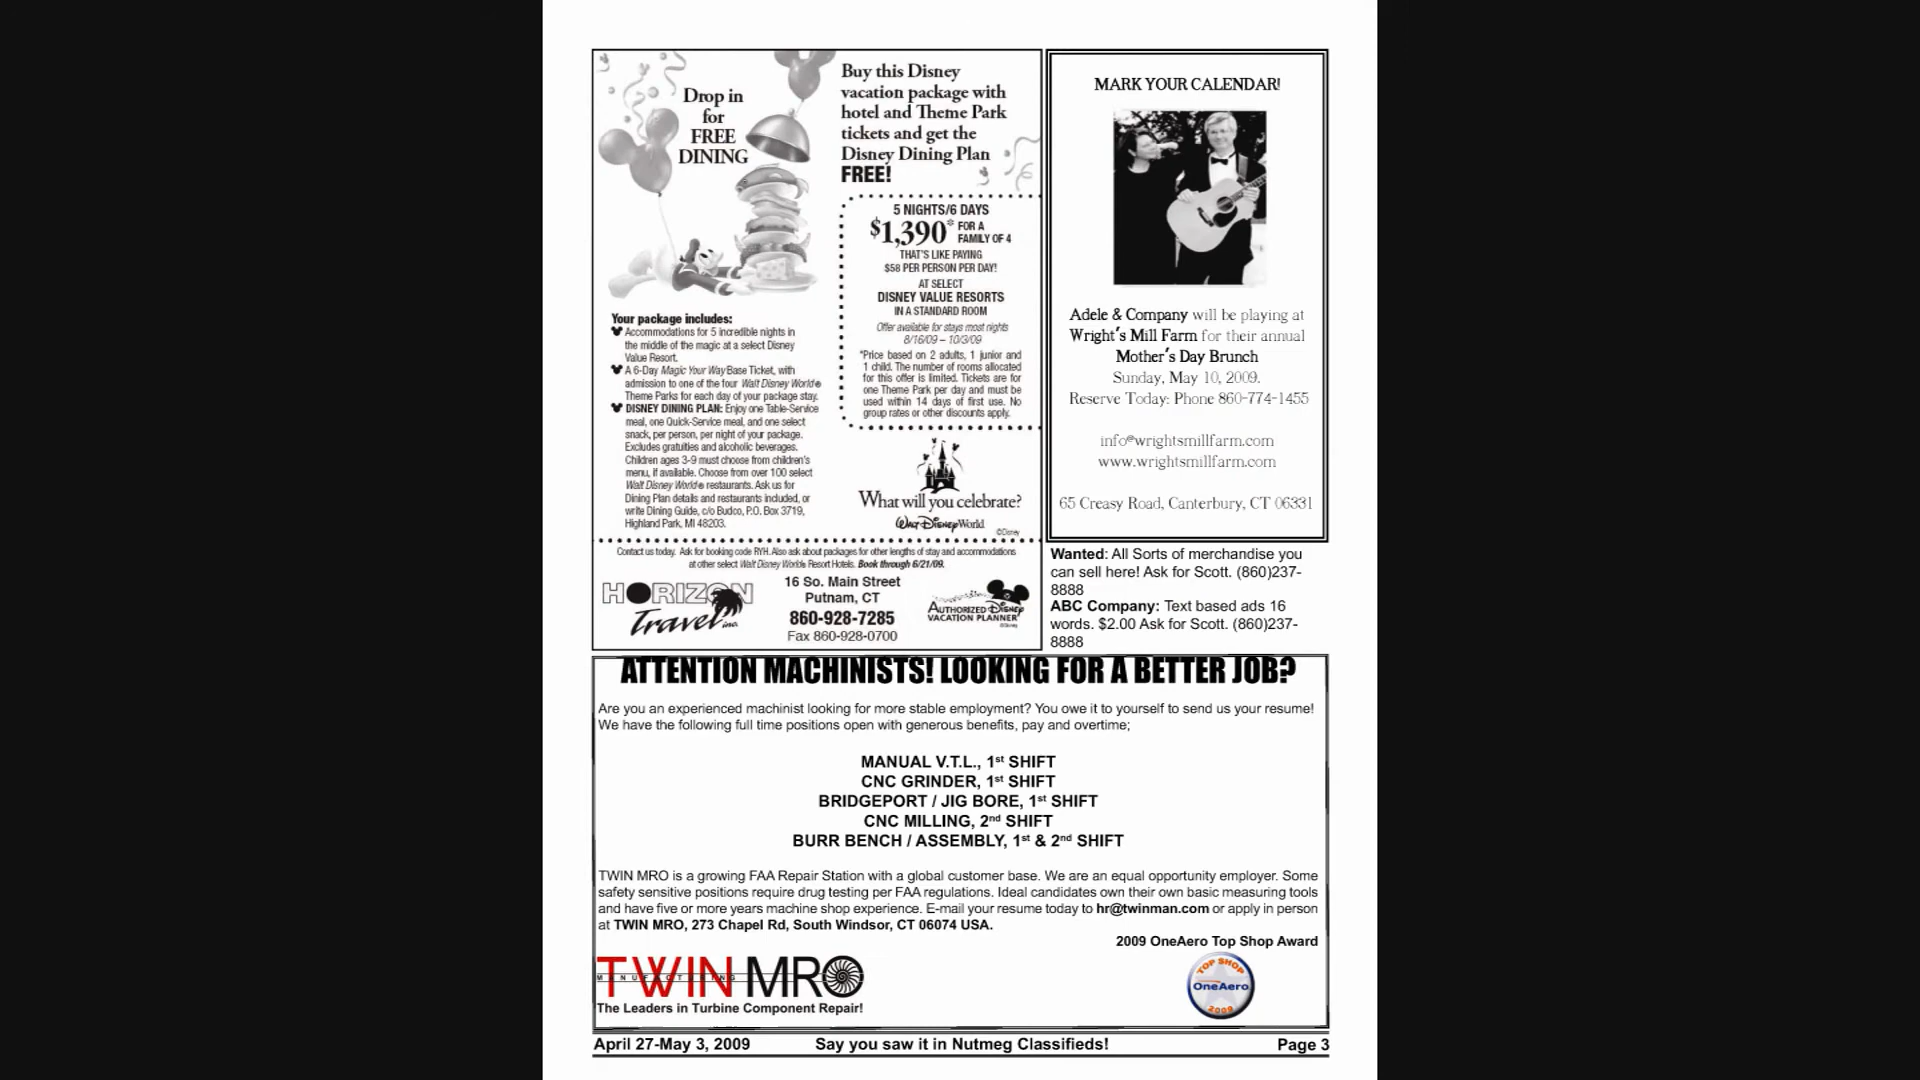 Drop in
for
FREE
DINING
Buy this Disney
vacation package with
hotel and Theme Park
tickets and get the
Disney Dining Plan
FREE!
5 NIGHTS/6 DAYS
$1,390* FOR A
FAMILY OF 4
THAT'S LIKE PAYING
$58 PER PERSON PER DAY!
AT SELECT
DISNEY VALUE RESORTS
IN A STANDARD ROOM
Offer available for stays most nights
8/16/09 – 10/3/09
*Price based on 2 adults, 1 junior and
1 child. The number of rooms allocated
for this offer is limited. Tickets are for
one Theme Park per day and must be
used within 14 days of first use. No
group rates or other discounts apply.
Your package includes:
Accommodations for 5 incredible nights in
the middle of the magic at a select Disney
Value Resort.
A 6-Day Magic Your Way Base Ticket, with
admission to one of the four Walt Disney World®
Theme Parks for each day of your package stay.
DISNEY DINING PLAN: Enjoy one Table-Service
meal, one Quick-Service meal, and one select
snack, per person, per night of your package.
Excludes gratuities and alcoholic beverages.
Children ages 3-9 must choose from children's
menu, if available. Choose from over 100 select
Walt Disney World® restaurants. Ask us for
Dining Plan details and restaurants included, or
write Dining Guide, c/o Budco, P.O. Box 3719,
Highland Park, MI 48203.
What will you celebrate?
Walt Disney World
©Disney
Contact us today. Ask for booking code RYH. Also ask about packages for other lengths of stay and accommodations
at other select Walt Disney World® Resort Hotels. Book through 6/21/09.
HORIZON
Travel inc.
16 So. Main Street
Putnam, CT
860-928-7285
Fax 860-928-0700
AUTHORIZED Disney
VACATION PLANNER
©Disney
MARK YOUR CALENDAR!
Adele & Company will be playing at
Wright's Mill Farm for their annual
Mother's Day Brunch
Sunday, May 10, 2009.
Reserve Today: Phone 860-774-1455
info@wrightsmillfarm.com
www.wrightsmillfarm.com
65 Creasy Road, Canterbury, CT 06331
Wanted: All Sorts of merchandise you
can sell here! Ask for Scott. (860)237-
8888
ABC Company: Text based ads 16
words. $2.00 Ask for Scott. (860)237-
8888
ATTENTION MACHINISTS! LOOKING FOR A BETTER JOB?
Are you an experienced machinist looking for more stable employment? You owe it to yourself to send us your resume!
We have the following full time positions open with generous benefits, pay and overtime;
MANUAL V.T.L., 1st SHIFT
CNC GRINDER, 1st SHIFT
BRIDGEPORT / JIG BORE, 1st SHIFT
CNC MILLING, 2nd SHIFT
BURR BENCH / ASSEMBLY, 1st & 2nd SHIFT
TWIN MRO is a growing FAA Repair Station with a global customer base. We are an equal opportunity employer. Some
safety sensitive positions require drug testing per FAA regulations. Ideal candidates own their own basic measuring tools
and have five or more years machine shop experience. E-mail your resume today to hr@twinman.com or apply in person
at TWIN MRO, 273 Chapel Rd, South Windsor, CT 06074 USA.
2009 OneAero Top Shop Award
TWIN MRO
MANUFACTURING
The Leaders in Turbine Component Repair!
TOP SHOP
OneAero
2009
April 27-May 3, 2009 Say you saw it in Nutmeg Classifieds! Page 3